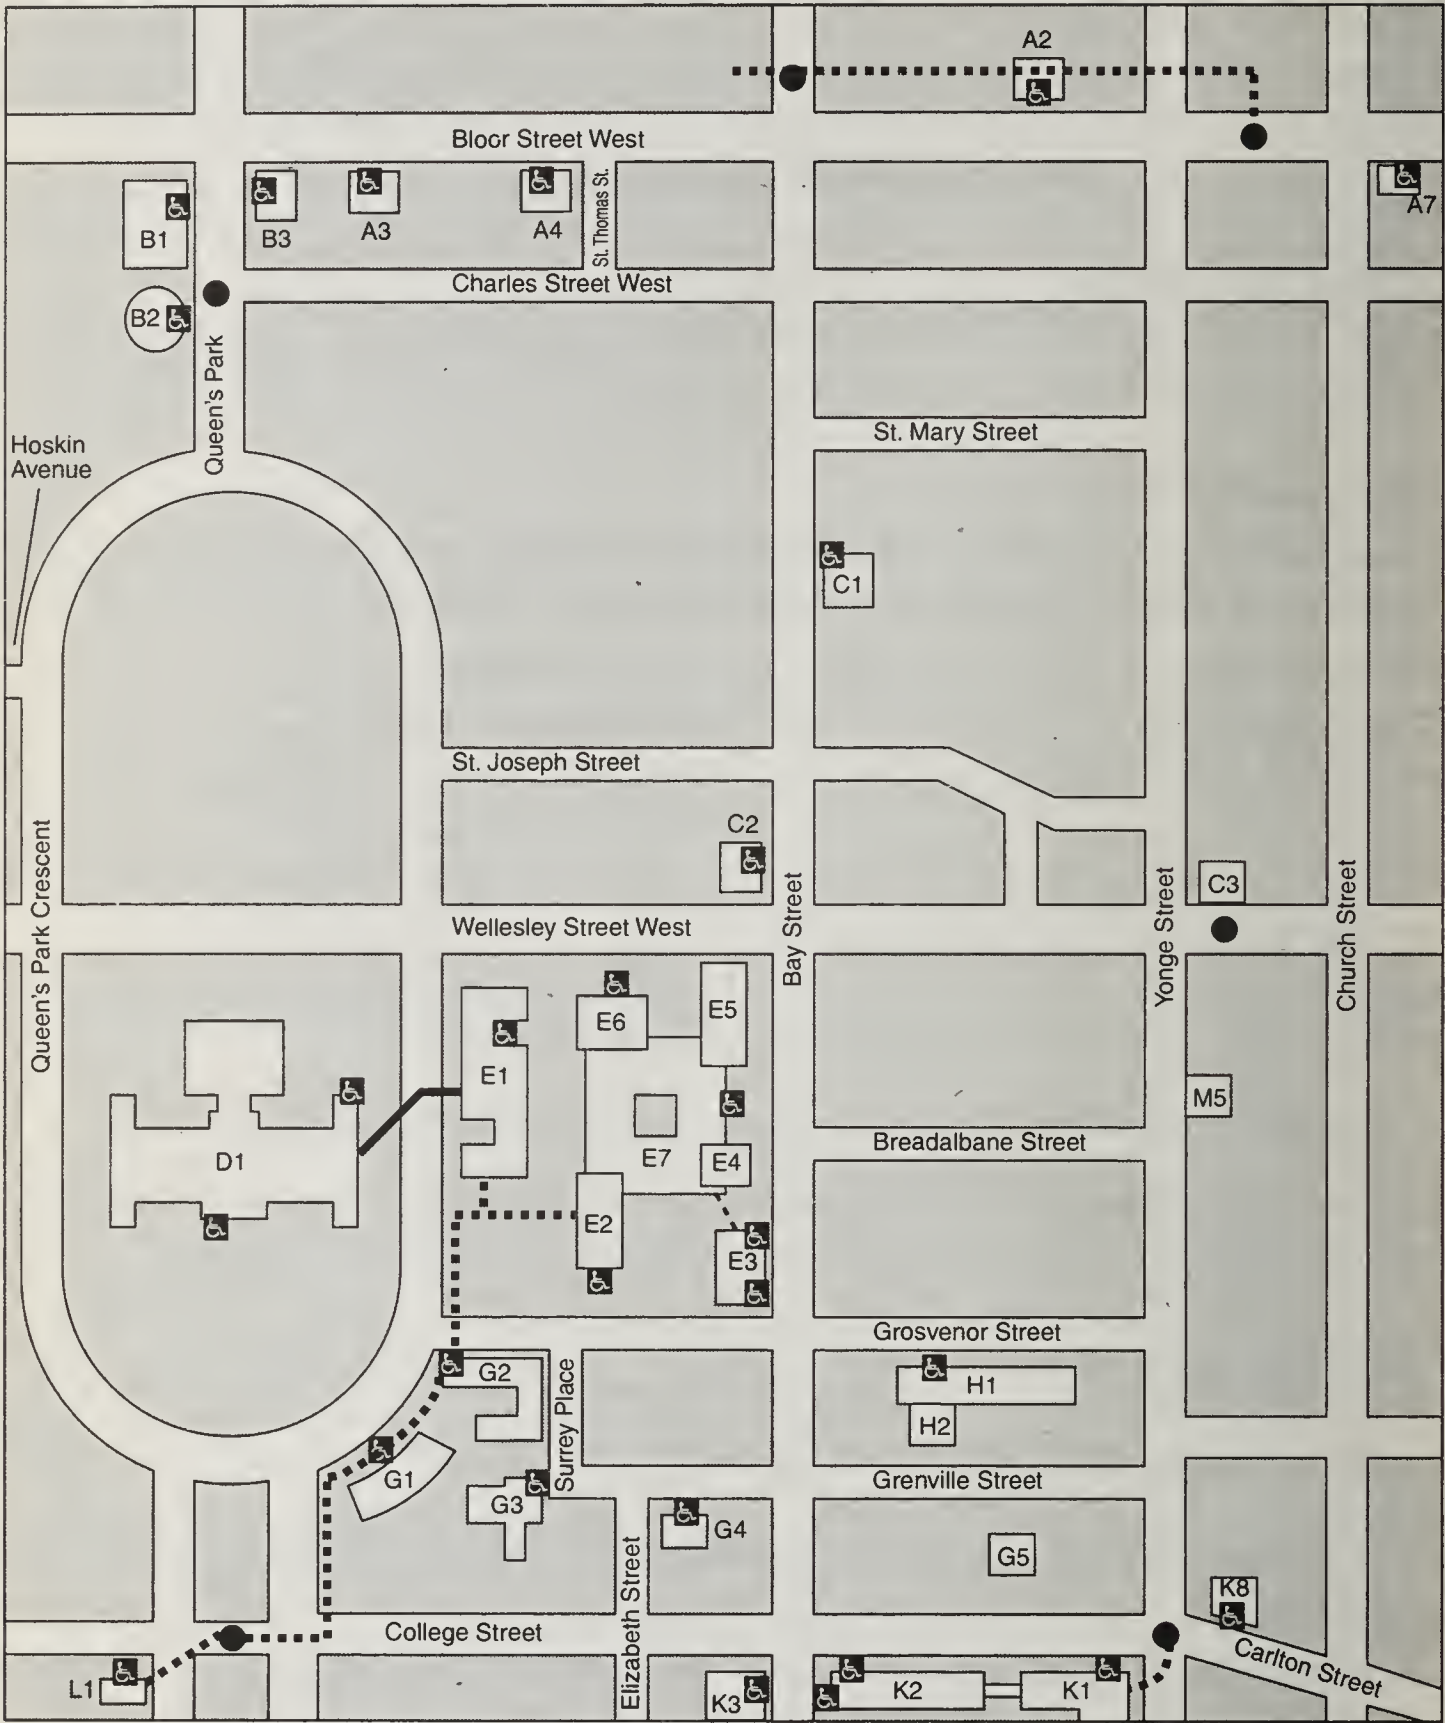 A2
Bloor Street West
B1
B3
A3
A4
St. Thomas St.
A7
Charles Street West
B2
Queen's Park
St. Mary Street
Hoskin
Avenue
C1
St. Joseph Street
C2
Queen's Park Crescent
Bay Street
Yonge Street
C3
Church Street
Wellesley Street West
E5
E6
E1
M5
Breadalbane Street
D1
E7
E4
E2
E3
Grosvenor Street
G2
Surrey Place
H1
H2
G1
Grenville Street
G3
G4
G5
Elizabeth Street
K8
College Street
Carlton Street
L1
K3
K2
K1